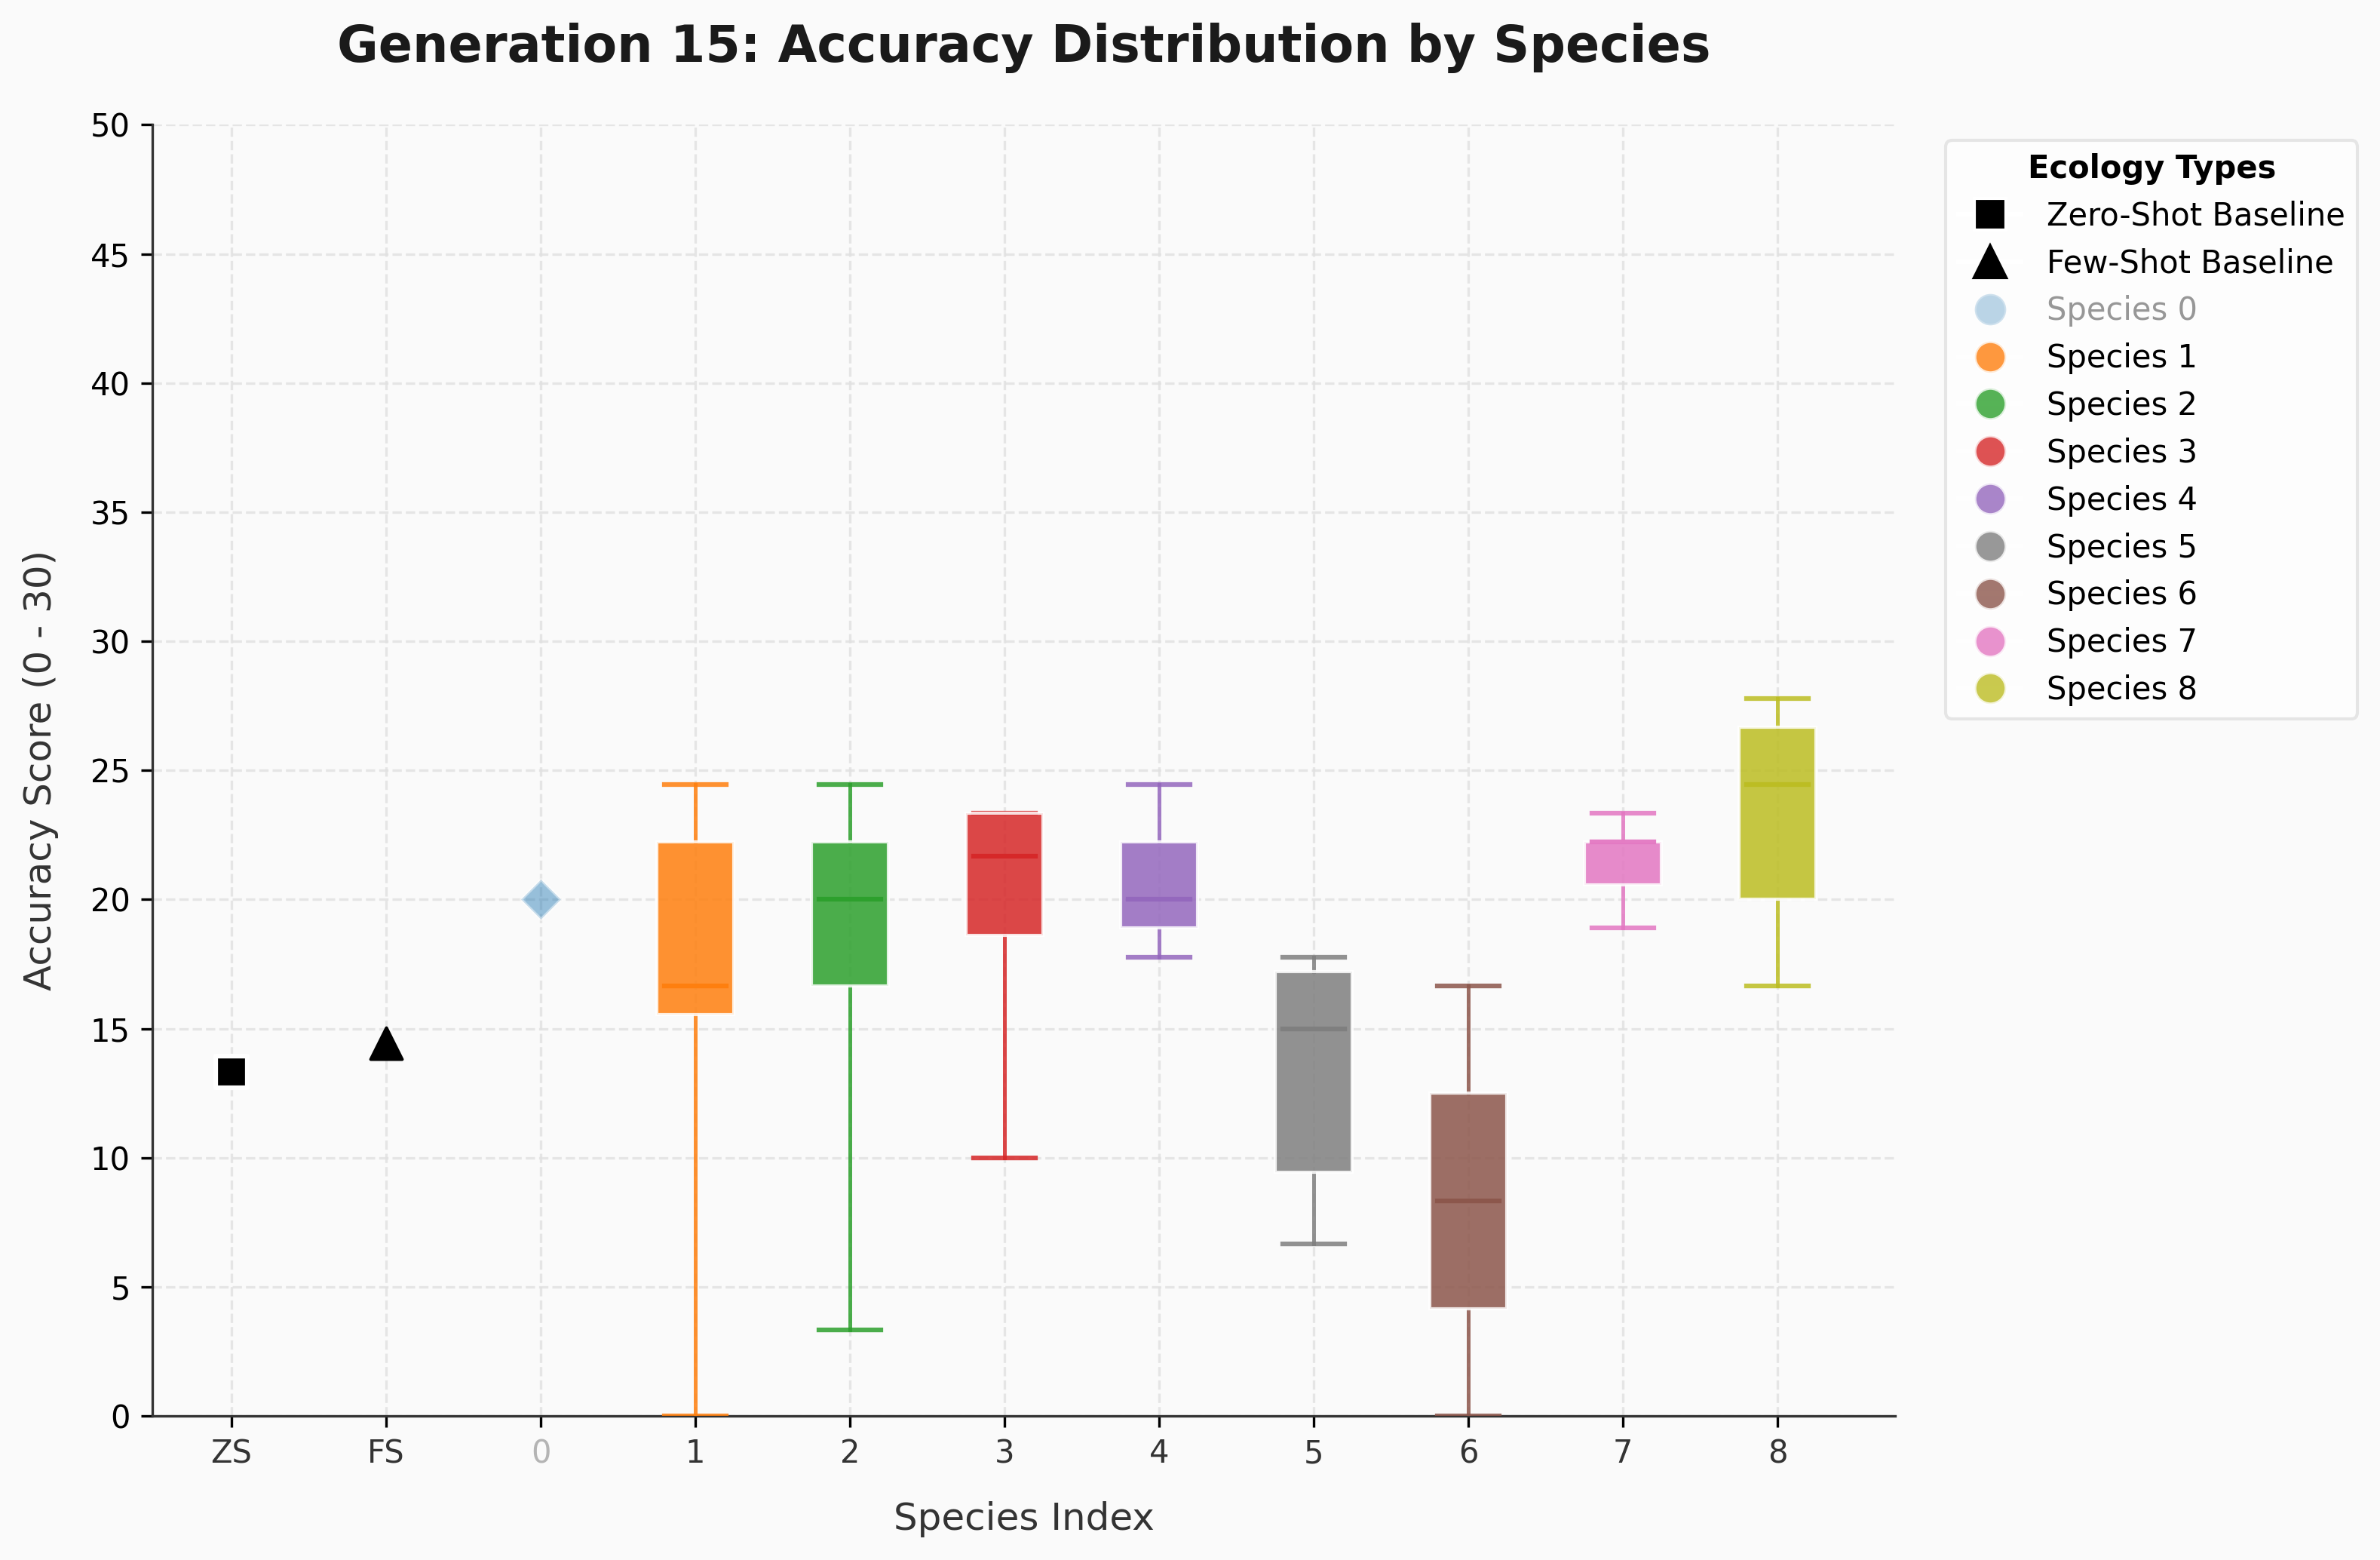 Generation 15: Accuracy Distribution by Species
Accuracy Score (0 - 30)
50
45
40
35
30
25
20
15
10
5
0
ZS FS 0 1 2 3 4 5 6 7 8
Species Index
Ecology Types
Zero-Shot Baseline
Few-Shot Baseline
Species 0
Species 1
Species 2
Species 3
Species 4
Species 5
Species 6
Species 7
Species 8